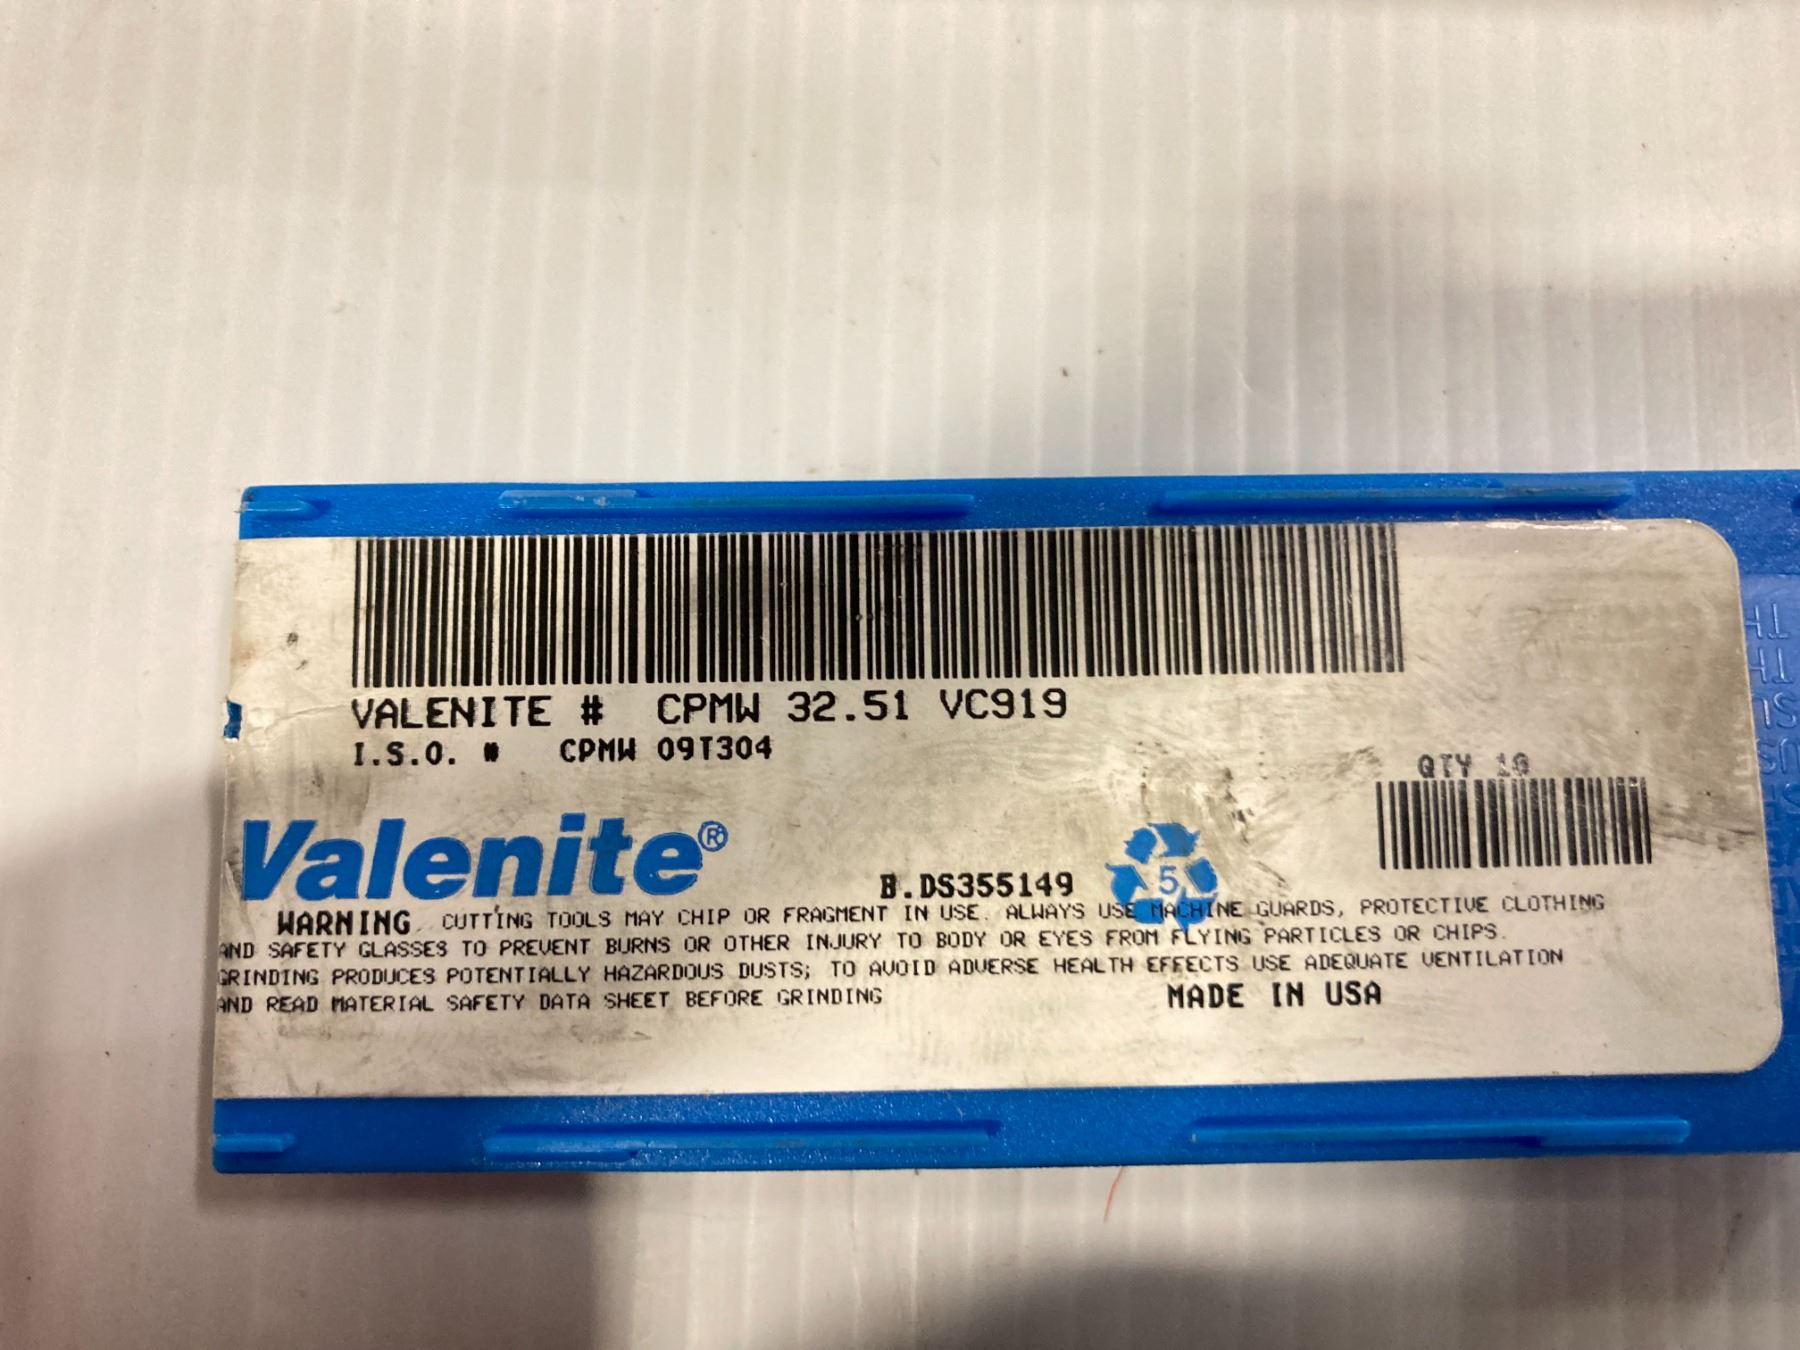 VALENITE # CPMW 32.51 VC919
I.S.O. # CPMW 09T304
QTY 10
Valenite®
B.DS355149
5
WARNING. CUTTING TOOLS MAY CHIP OR FRAGMENT IN USE. ALWAYS USE MACHINE GUARDS, PROTECTIVE CLOTHING
AND SAFETY GLASSES TO PREVENT BURNS OR OTHER INJURY TO BODY OR EYES FROM FLYING PARTICLES OR CHIPS.
GRINDING PRODUCES POTENTIALLY HAZARDOUS DUSTS; TO AVOID ADVERSE HEALTH EFFECTS USE ADEQUATE VENTILATION
AND READ MATERIAL SAFETY DATA SHEET BEFORE GRINDING
MADE IN USA